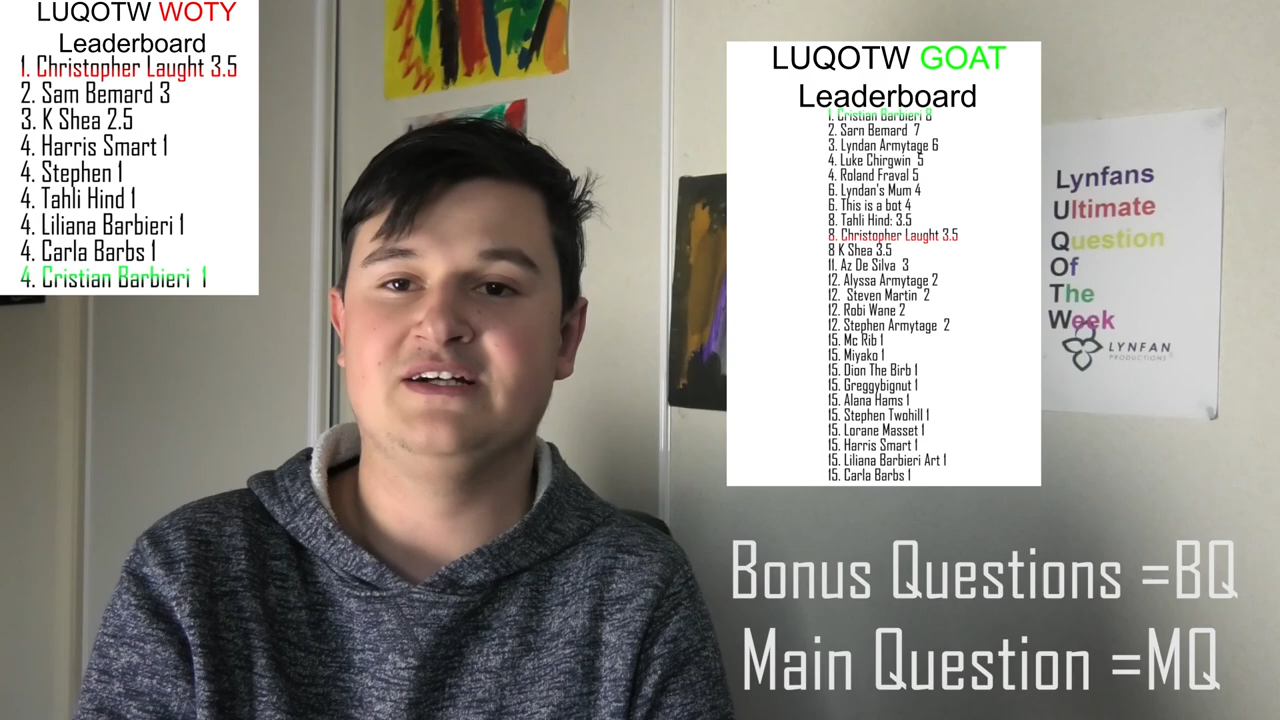 LUQOTW WOTY
Leaderboard
1. Christopher Laught 3.5
2. Sam Bemard 3
3. K Shea 2.5
4. Harris Smart 1
4. Stephen 1
4. Tahli Hind 1
4. Liliana Barbieri 1
4. Carla Barbs 1
4. Cristian Barbieri 1
LUQOTW GOAT
Leaderboard
1. Cristian Barbieri 8
2. Sarn Bemard 7
3. Lyndan Armytage 6
4. Luke Chirgwin 5
4. Roland Fraval 5
6. Lyndan's Mum 4
6. This is a bot 4
8. Tahli Hind: 3.5
8. Christopher Laught 3.5
8 K Shea 3.5
11. Az De Silva 3
12. Alyssa Armytage 2
12. Steven Martin 2
12. Robi Wane 2
12. Stephen Armytage 2
15. Mc Rib 1
15. Miyako 1
15. Dion The Birb 1
15. Greggybignut 1
15. Alana Hams 1
15. Stephen Twohill 1
15. Lorane Masset 1
15. Harris Smart 1
15. Liliana Barbieri Art 1
15. Carla Barbs 1
Lynfans
Ultimate
Question
Of
The
Week
LYNFAN
PRODUCTIONS
Bonus Questions =BQ
Main Question =MQ